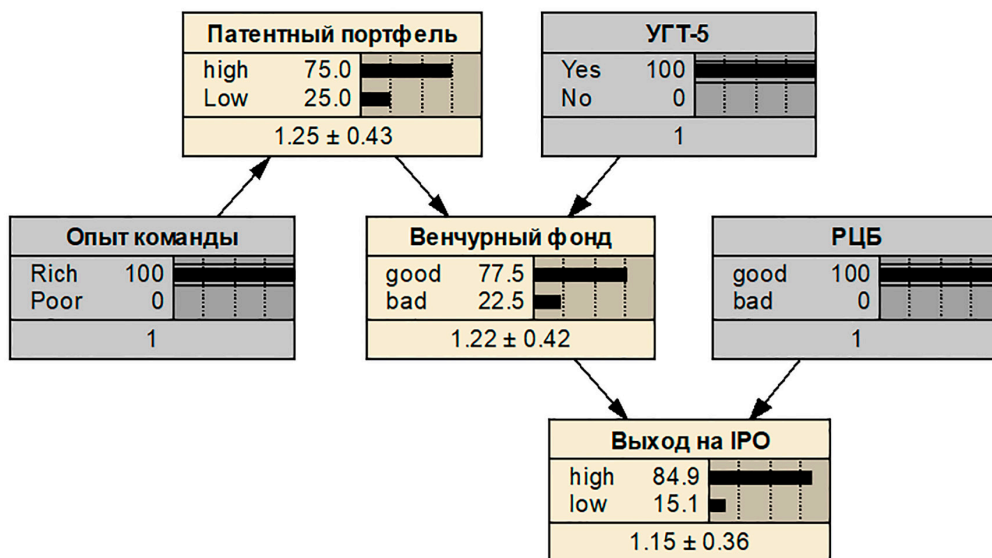 Патентный портфель
high 75.0
Low 25.0
1.25 ± 0.43
УГТ-5
Yes 100
No 0
1
Опыт команды
Rich 100
Poor 0
1
Венчурный фонд
good 77.5
bad 22.5
1.22 ± 0.42
РЦБ
good 100
bad 0
1
Выход на IPO
high 84.9
low 15.1
1.15 ± 0.36